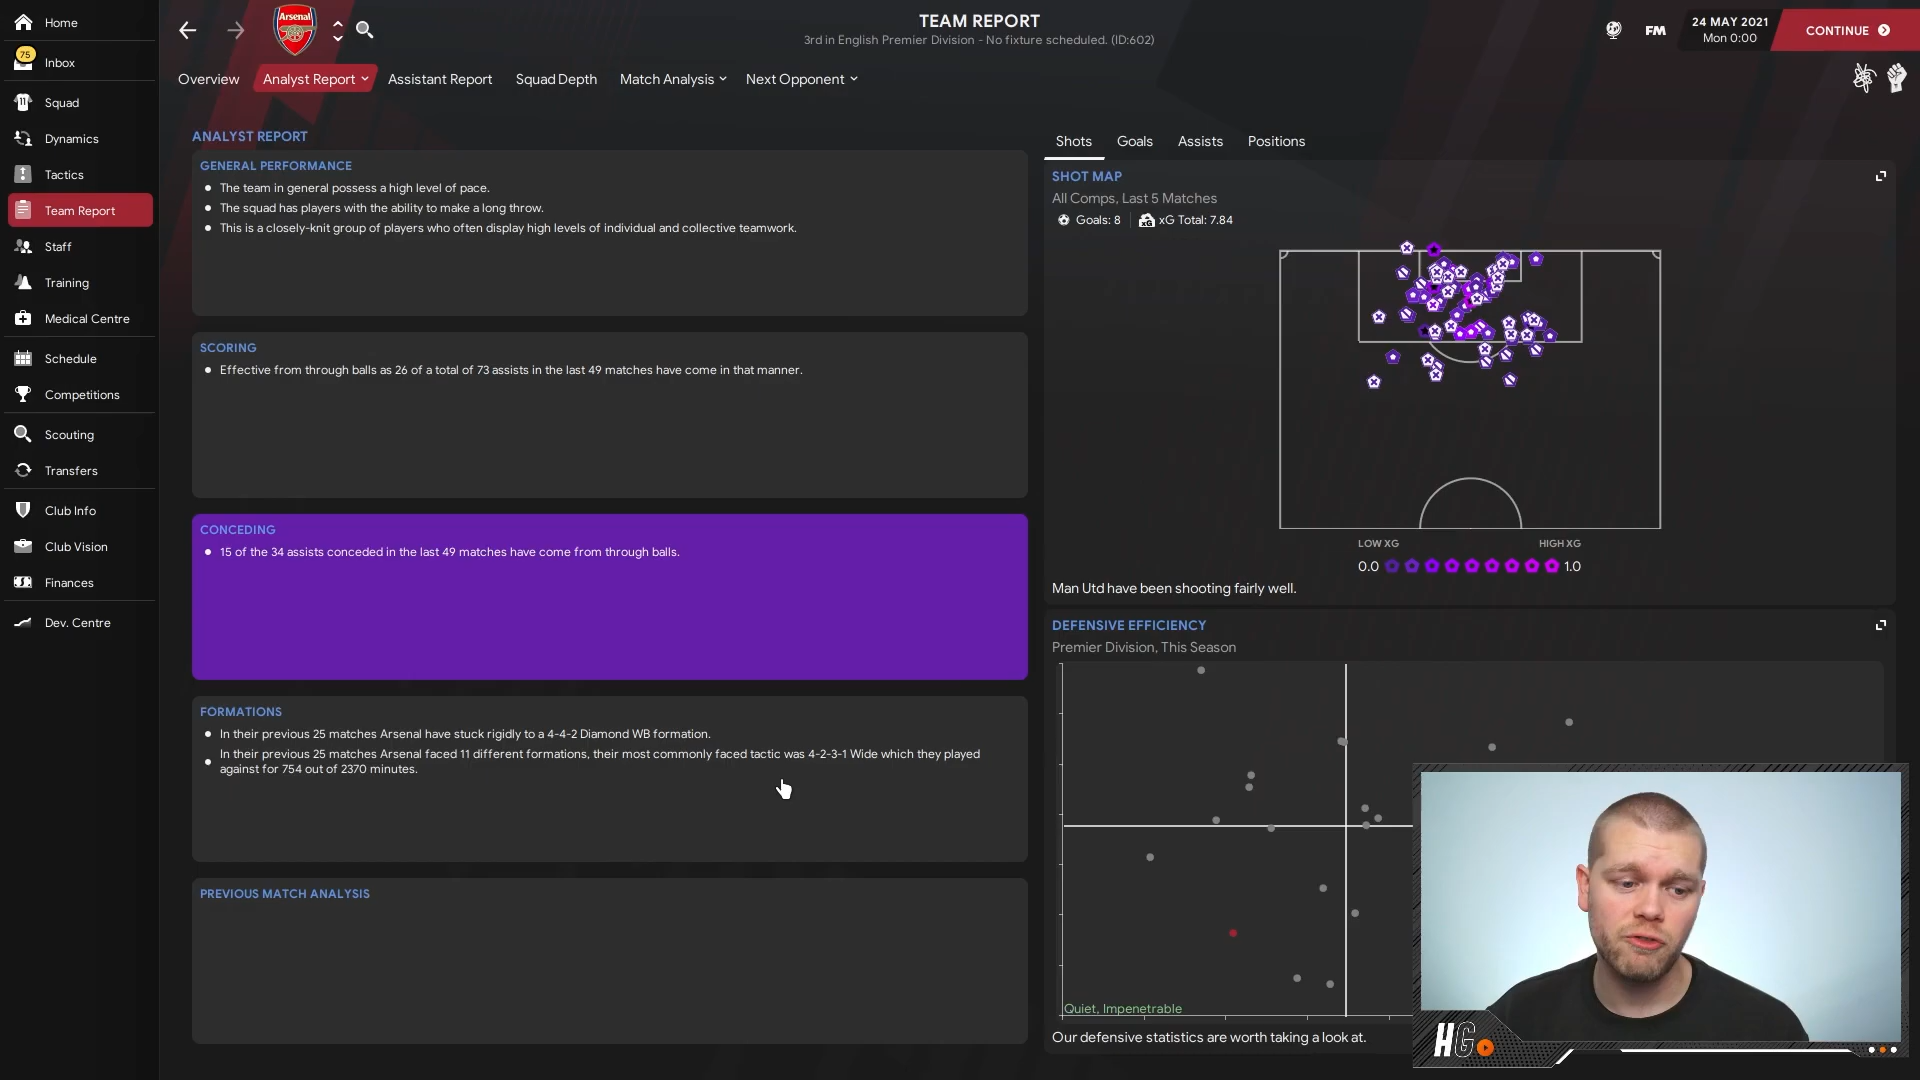 Home
75
Inbox
Squad
Dynamics
Tactics
Team Report
Staff
Training
Medical Centre
Schedule
Competitions
Scouting
Transfers
Club Info
Club Vision
Finances
Dev. Centre
Arsenal
TEAM REPORT
3rd in English Premier Division - No fixture scheduled. (ID:602)
FM
24 MAY 2021
Mon 0:00
CONTINUE
Overview
Analyst Report
Assistant Report
Squad Depth
Match Analysis
Next Opponent
ANALYST REPORT
GENERAL PERFORMANCE
The team in general possess a high level of pace.
The squad has players with the ability to make a long throw.
This is a closely-knit group of players who often display high levels of individual and collective teamwork.
SCORING
Effective from through balls as 26 of a total of 73 assists in the last 49 matches have come in that manner.
CONCEDING
15 of the 34 assists conceded in the last 49 matches have come from through balls.
FORMATIONS
In their previous 25 matches Arsenal have stuck rigidly to a 4-4-2 Diamond WB formation.
In their previous 25 matches Arsenal faced 11 different formations, their most commonly faced tactic was 4-2-3-1 Wide which they played
against for 754 out of 2370 minutes.
PREVIOUS MATCH ANALYSIS
Shots
Goals
Assists
Positions
SHOT MAP
All Comps, Last 5 Matches
Goals: 8
xG Total: 7.84
LOW XG
HIGH XG
0.0
1.0
Man Utd have been shooting fairly well.
DEFENSIVE EFFICIENCY
Premier Division, This Season
Quiet, Impenetrable
Our defensive statistics are worth taking a look at.
HG